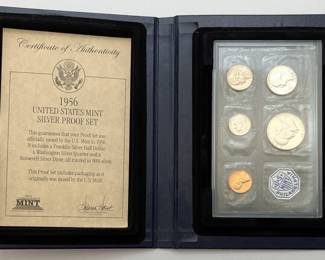 Certificate of Authenticity
1956
UNITED STATES MINT
SILVER PROOF SET
This guarantees that your Proof Set was
officially issued by the U.S. Mint in 1956.
It includes a Franklin Silver Half Dollar,
a Washington Silver Quarter and a
Roosevelt Silver Dime, all minted in 90% silver.
This Proof Set includes packaging as it
originally was issued by the U.S. Mint.
MINT